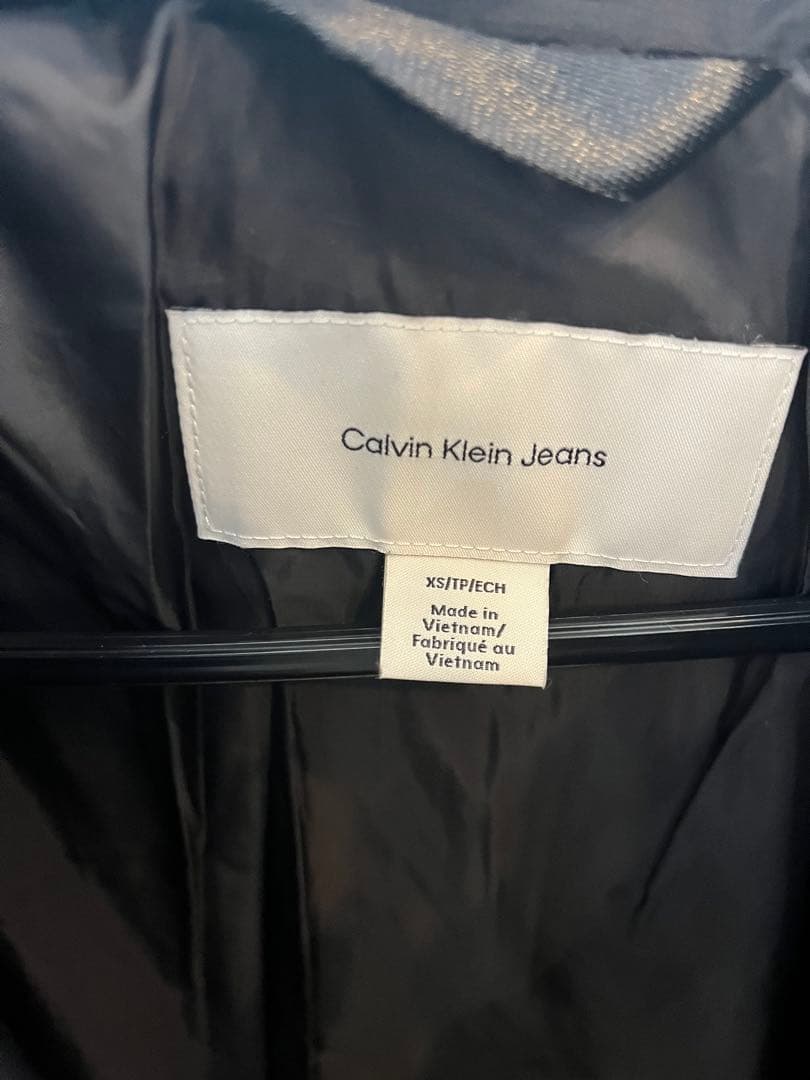 Calvin Klein Jeans
XS/TP/ECH
Made in
Vietnam/
Fabriqué au
Vietnam